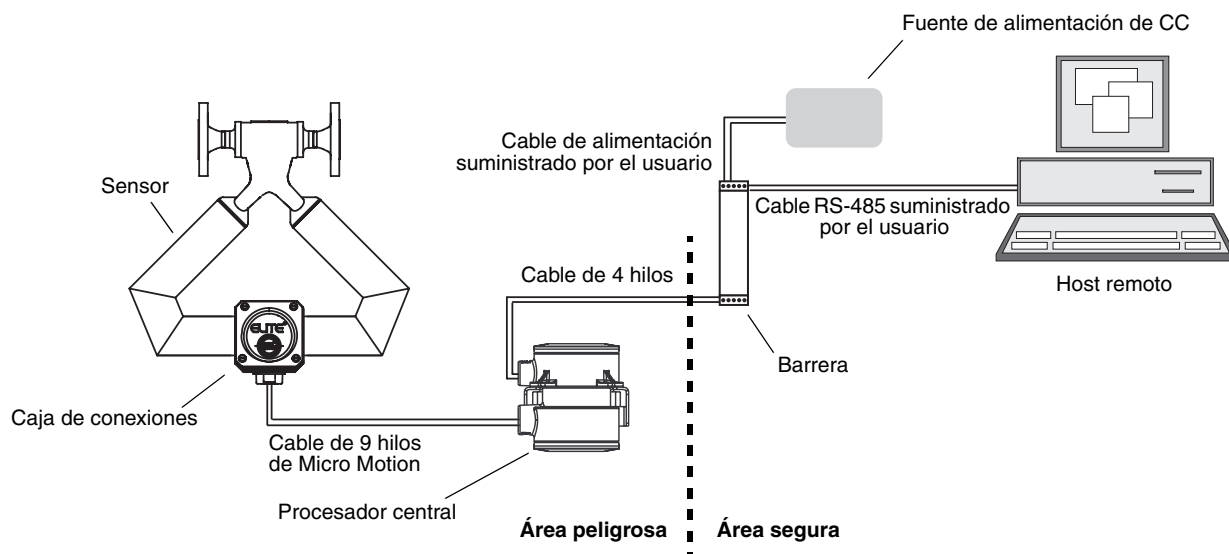 Fuente de alimentación de CC
Cable de alimentación
suministrado por el usuario
Sensor
Cable RS-485 suministrado
por el usuario
Cable de 4 hilos
Host remoto
ELITE
Barrera
Caja de conexiones
Cable de 9 hilos
de Micro Motion
Procesador central
Área peligrosa
Área segura